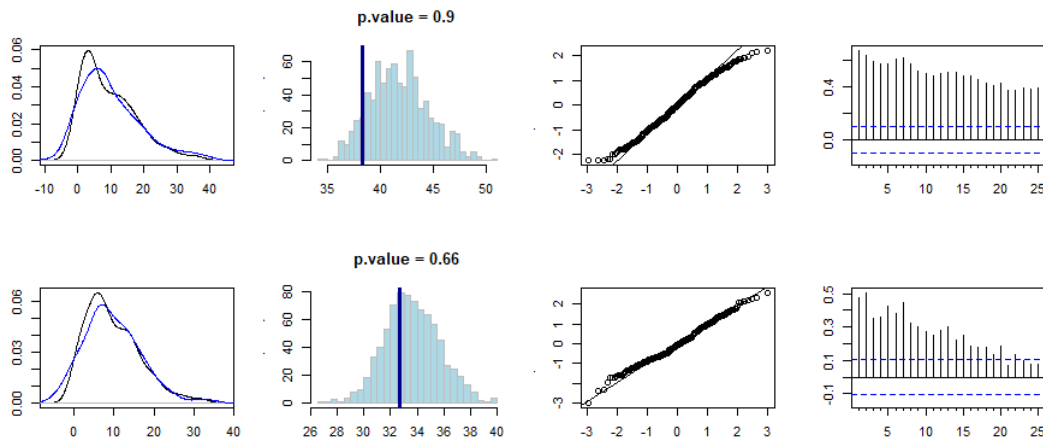 p.value = 0.9
0.00 0.02 0.04 0.06
-10 0 10 20 30 40
0 20 40 60
35 40 45 50
-2 -1 0 1 2
-3 -2 -1 0 1 2 3
0.0 0.4
5 10 15 20 25
p.value = 0.66
0.00 0.03 0.06
0 10 20 30 40
0 20 40 60 80
26 28 30 32 34 36 38 40
-3 -1 0 1 2
-3 -2 -1 0 1 2 3
-0.1 0.1 0.3 0.5
5 10 15 20 25